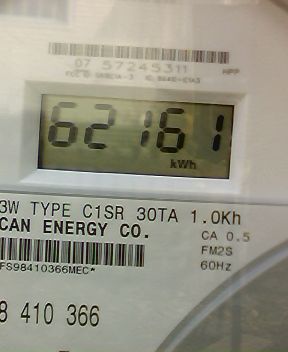 07 57245311
HPP
62161
kWh
3W TYPE C1SR 30TA 1.0Kh
CAN ENERGY CO.
CA 0.5
FM2S
60Hz
FS98410366MEC*
8 410 366